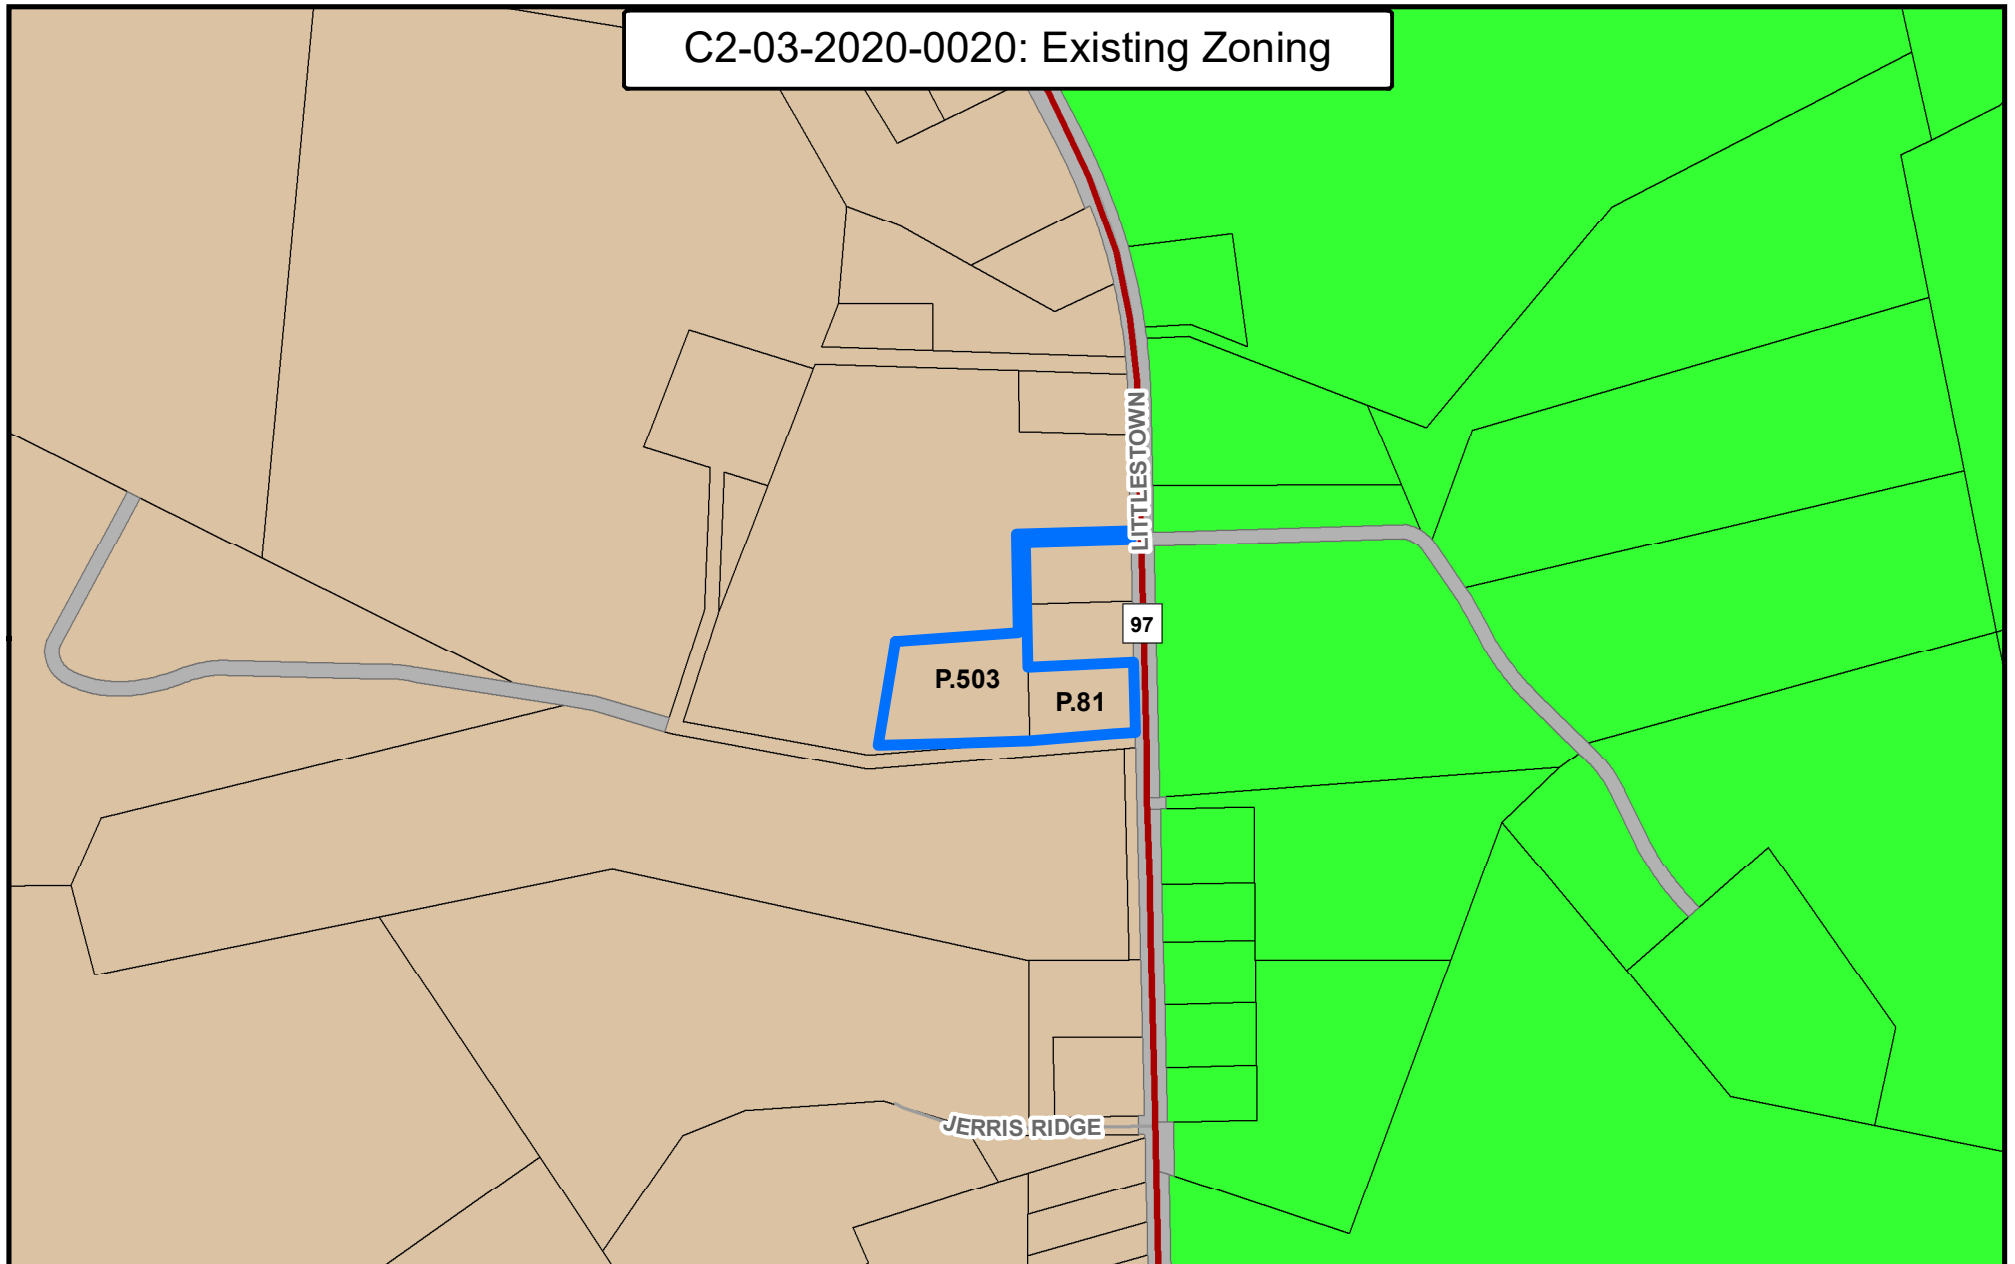 C2-03-2020-0020: Existing Zoning
LITTLESTOWN
97
P.503
P.81
JERRIS RIDGE